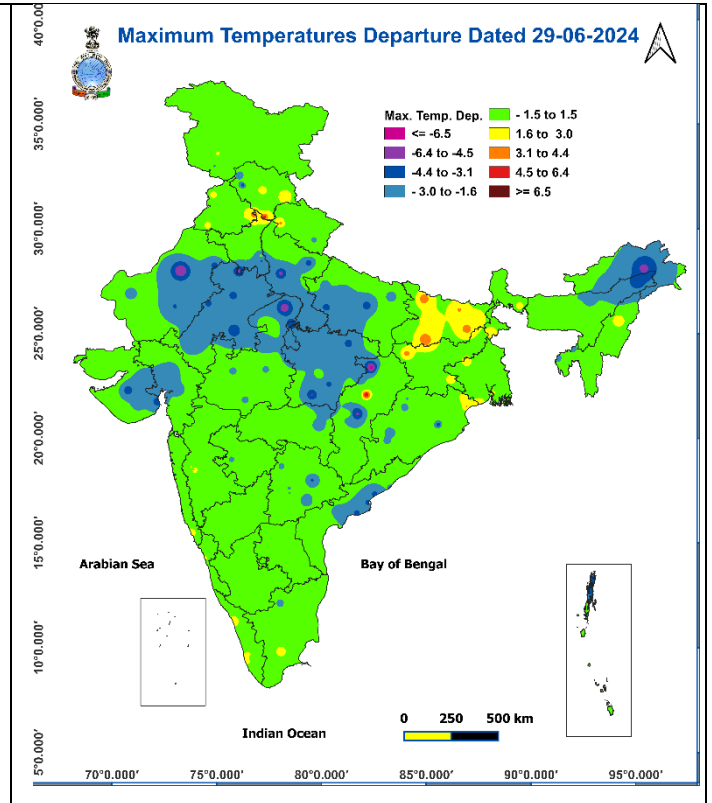 Maximum Temperatures Departure Dated 29-06-2024
Max. Temp. Dep.
<= -6.5
-6.4 to -4.5
-4.4 to -3.1
- 3.0 to -1.6
- 1.5 to 1.5
1.6 to 3.0
3.1 to 4.4
4.5 to 6.4
>= 6.5
40°0.000'
35°0.000'
30°0.000'
25°0.000'
20°0.000'
15°0.000'
10°0.000'
5°0.000'
Arabian Sea
Bay of Bengal
Indian Ocean
0 250 500 km
70°0.000' 75°0.000' 80°0.000' 85°0.000' 90°0.000' 95°0.000'